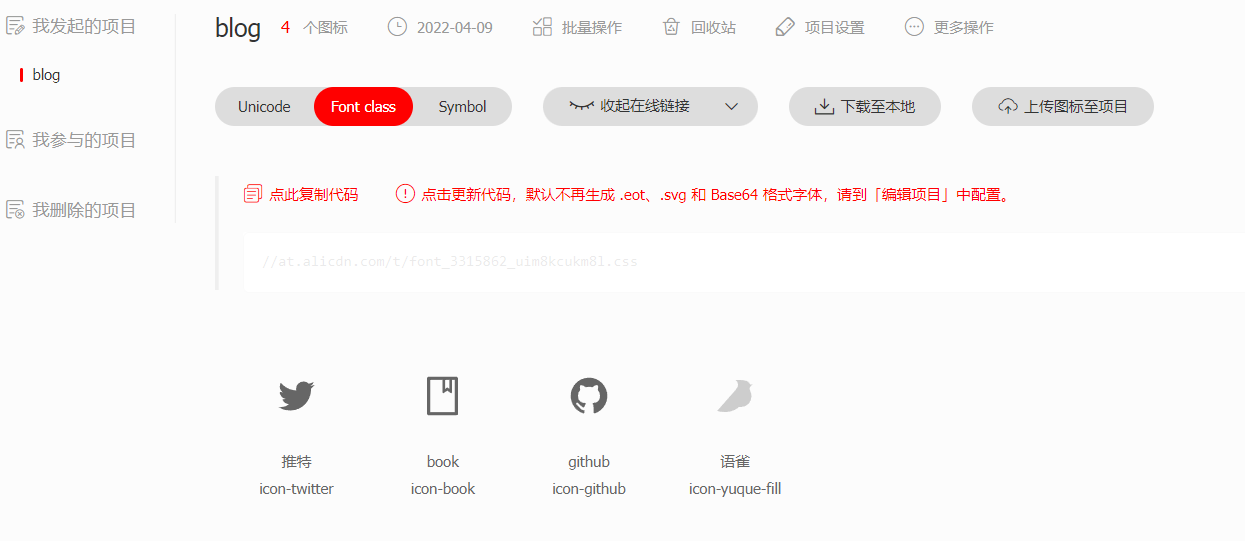 我发起的项目
blog
我参与的项目
我删除的项目
blog 4 个图标 2022-04-09 批量操作 回收站 项目设置 更多操作
Unicode Font class Symbol 收起在线链接 下载至本地 上传图标至项目
点此复制代码 点击更新代码，默认不再生成 .eot、.svg 和 Base64 格式字体，请到「编辑项目」中配置。
//at.alicdn.com/t/font_3315862_uim8kcukm8l.css
推特 book github 语雀
icon-twitter icon-book icon-github icon-yuque-fill